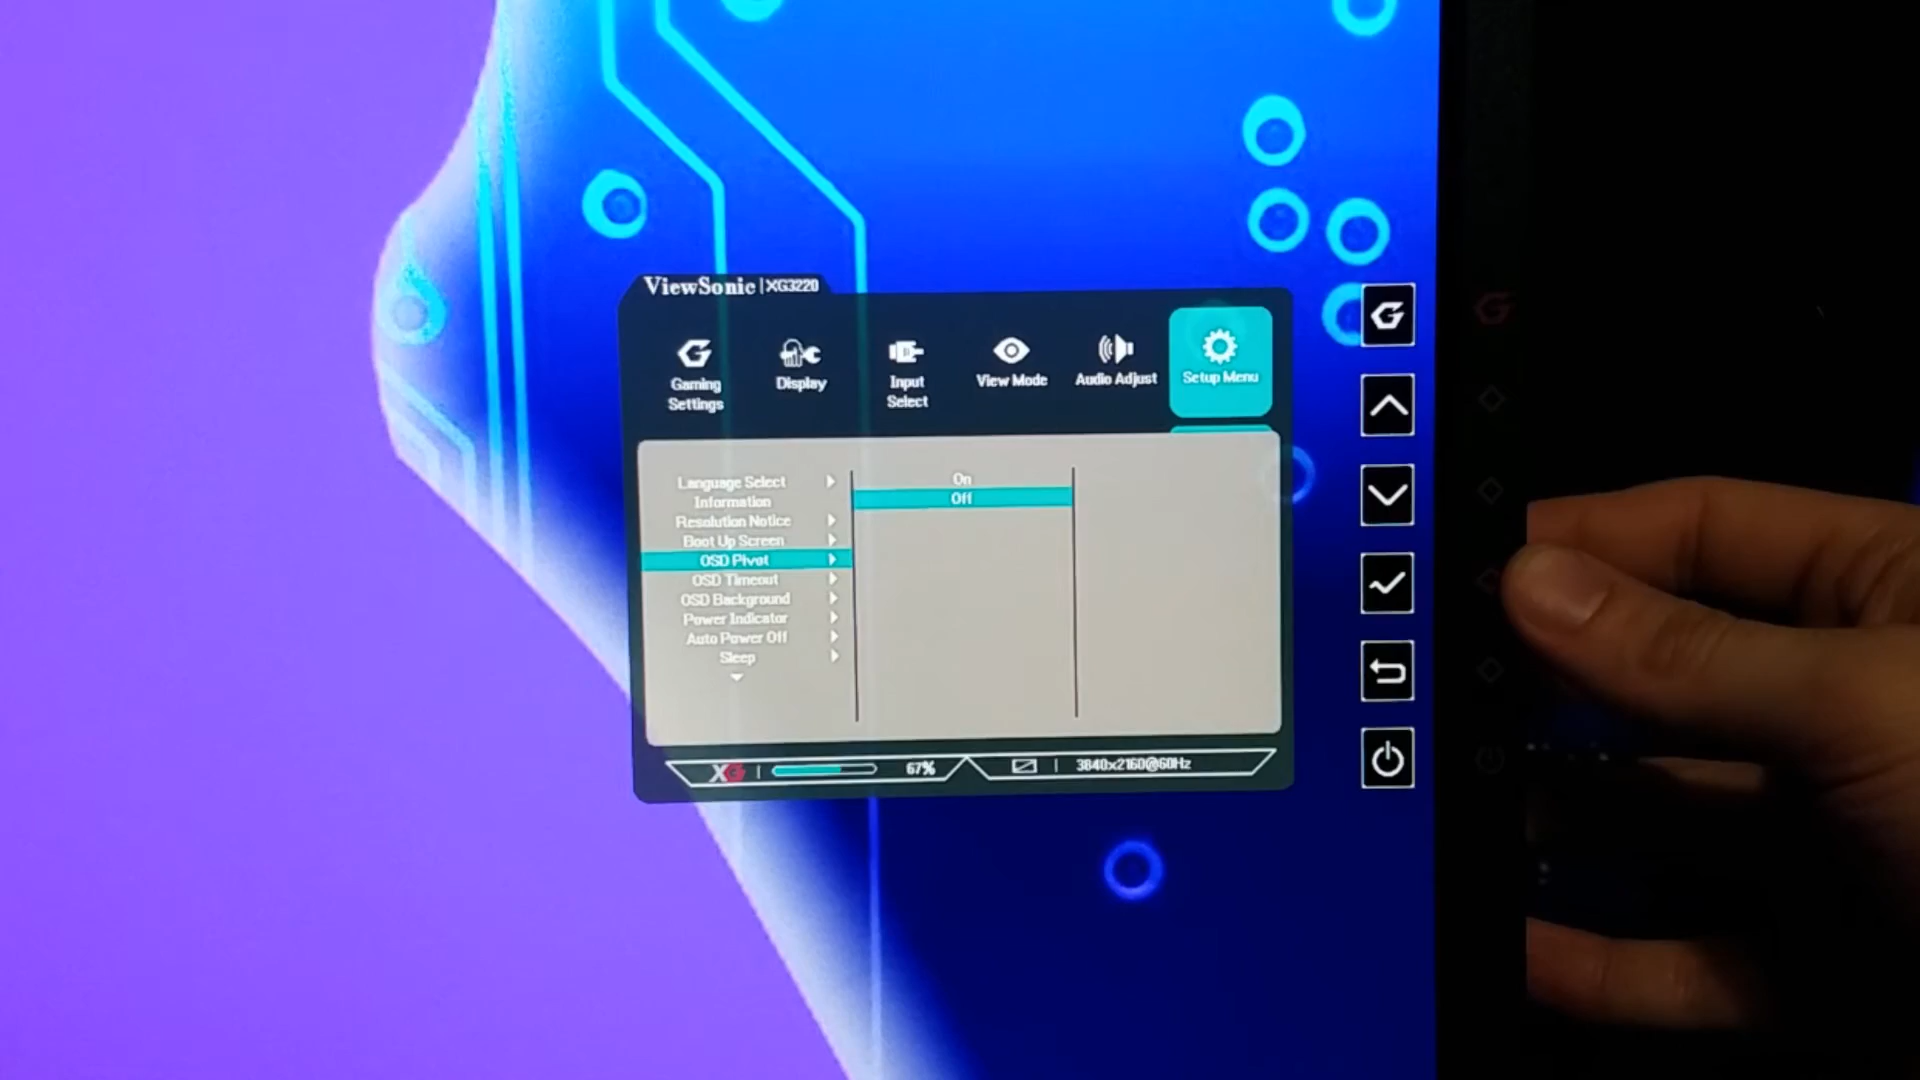 ViewSonic | XG3220
Gaming Settings
Display
Input Select
View Mode
Audio Adjust
Setup Menu
Language Select
Information
Resolution Notice
Boot Up Screen
OSD Pivot
OSD Timeout
OSD Background
Power Indicator
Auto Power Off
Sleep
On
Off
XG | 67%
| 3840x2160@60Hz